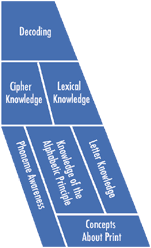 Decoding
Cipher
Knowledge
Lexical
Knowledge
Phoneme Awareness
Knowledge of the
Alphabetic Principle
Letter Knowledge
Concepts
About Print